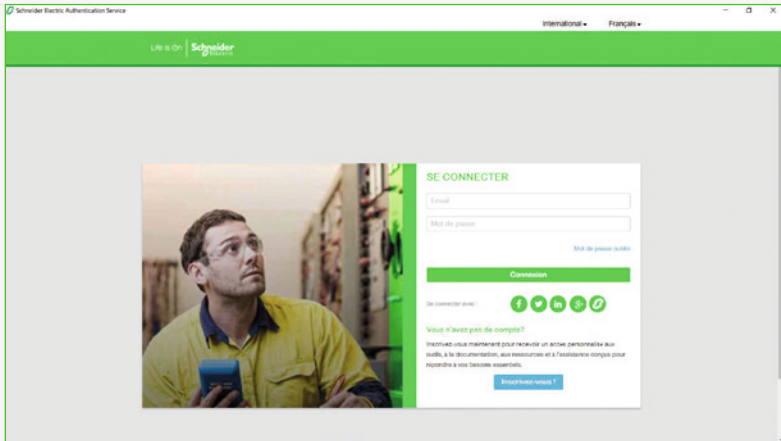 Schneider Electric Authentication Service
International Français
Life Is On Schneider Electric
SE CONNECTER
Email
Mot de passe
Mot de passe oublié
Connexion
Se connecter avec :
Vous n'avez pas de compte?
Inscrivez-vous maintenant pour recevoir un accès personnalisé aux
outils, à la documentation, aux ressources et à l'assistance conçus pour
répondre à vos besoins essentiels.
Inscrivez-vous !